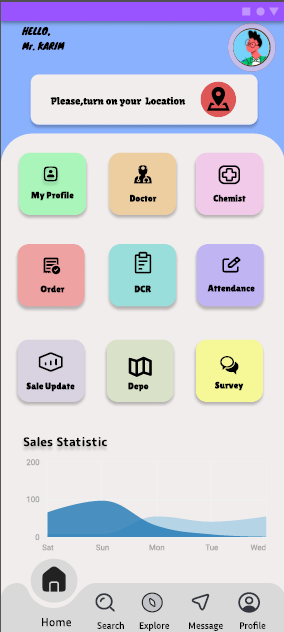 HELLO,
Mr. KARIM
Please,turn on your Location
My Profile
Doctor
Chemist
Order
DCR
Attendance
Sale Update
Depo
Survey
Sales Statistic
200
100
0
Sat Sun Mon Tue Wed
Home Search Explore Message Profile